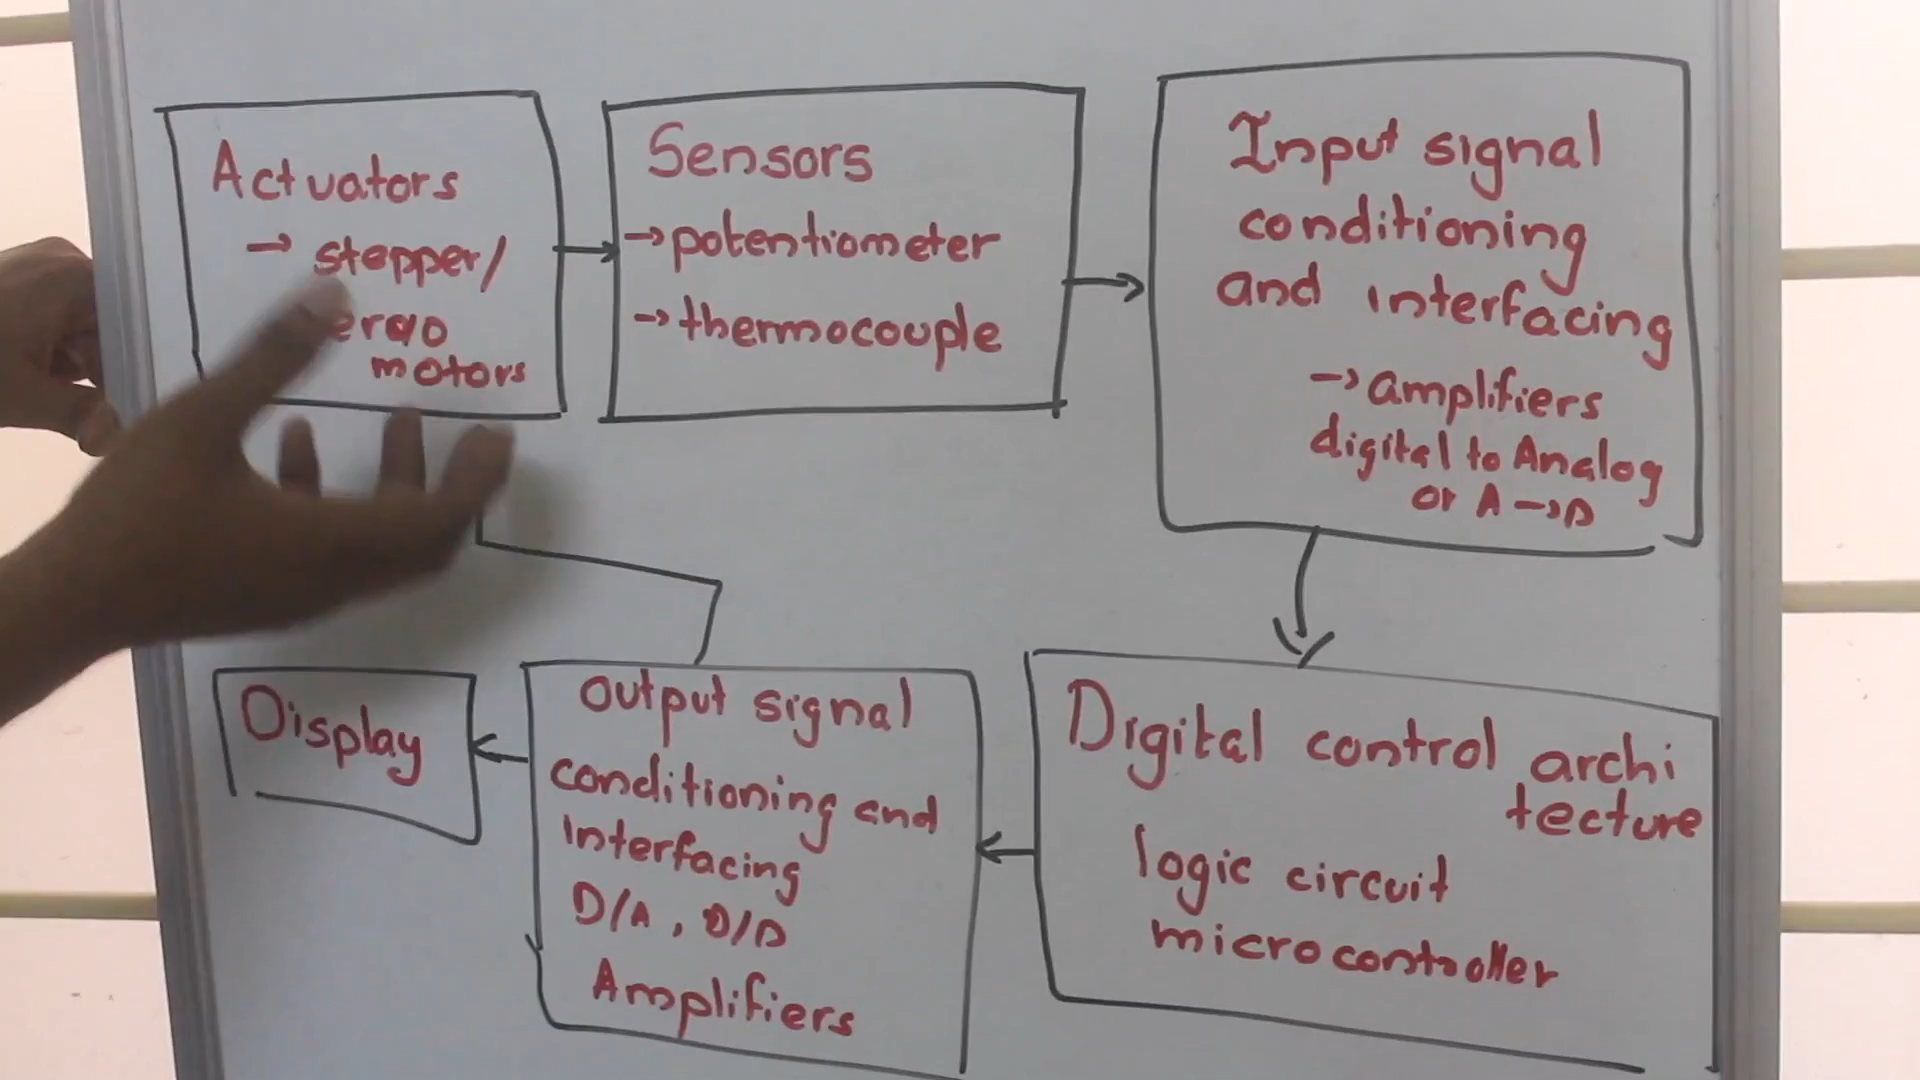 Actuators
→ stepper/
motors
Sensors
→ potentiometer
→ thermocouple
Input signal
conditioning
and interfacing
→ amplifiers
digital to Analog
or A → D
Digital control archi
tecture
logic circuit
microcontroller
Output signal
conditioning and
Interfacing
D/A, D/D
Amplifiers
Display